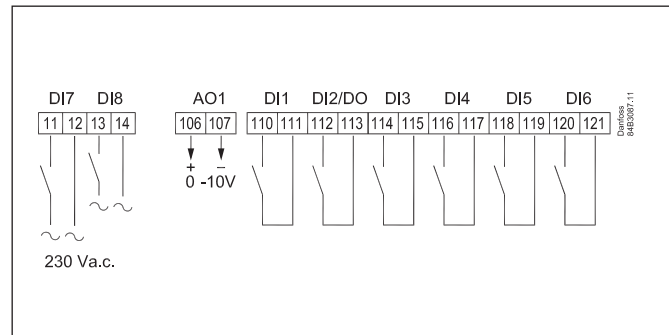 DI7 DI8 AO1 DI1 DI2/DO DI3 DI4 DI5 DI6
11 12 13 14 106 107 110 111 112 113 114 115 116 117 118 119 120 121
Danfoss
84B3087.11
+ −
0 -10V
230 Va.c.